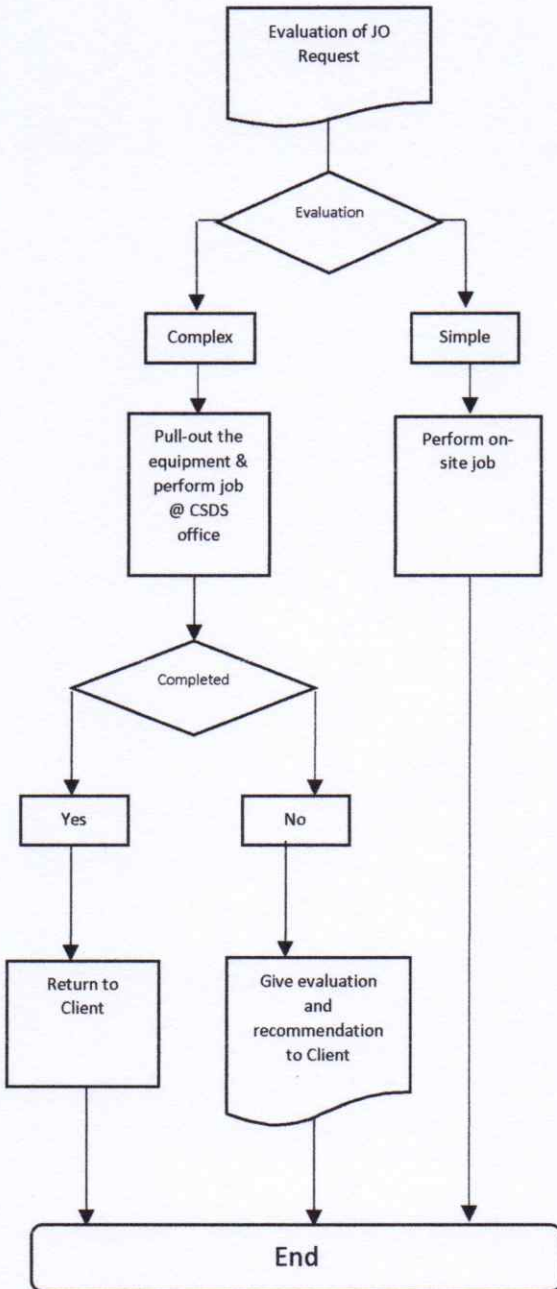 Evaluation of JO
Request
Evaluation
Complex
Simple
Pull-out the
equipment &
perform job
@ CSDS
office
Perform on-
site job
Completed
Yes
No
Return to
Client
Give evaluation
and
recommendation
to Client
End